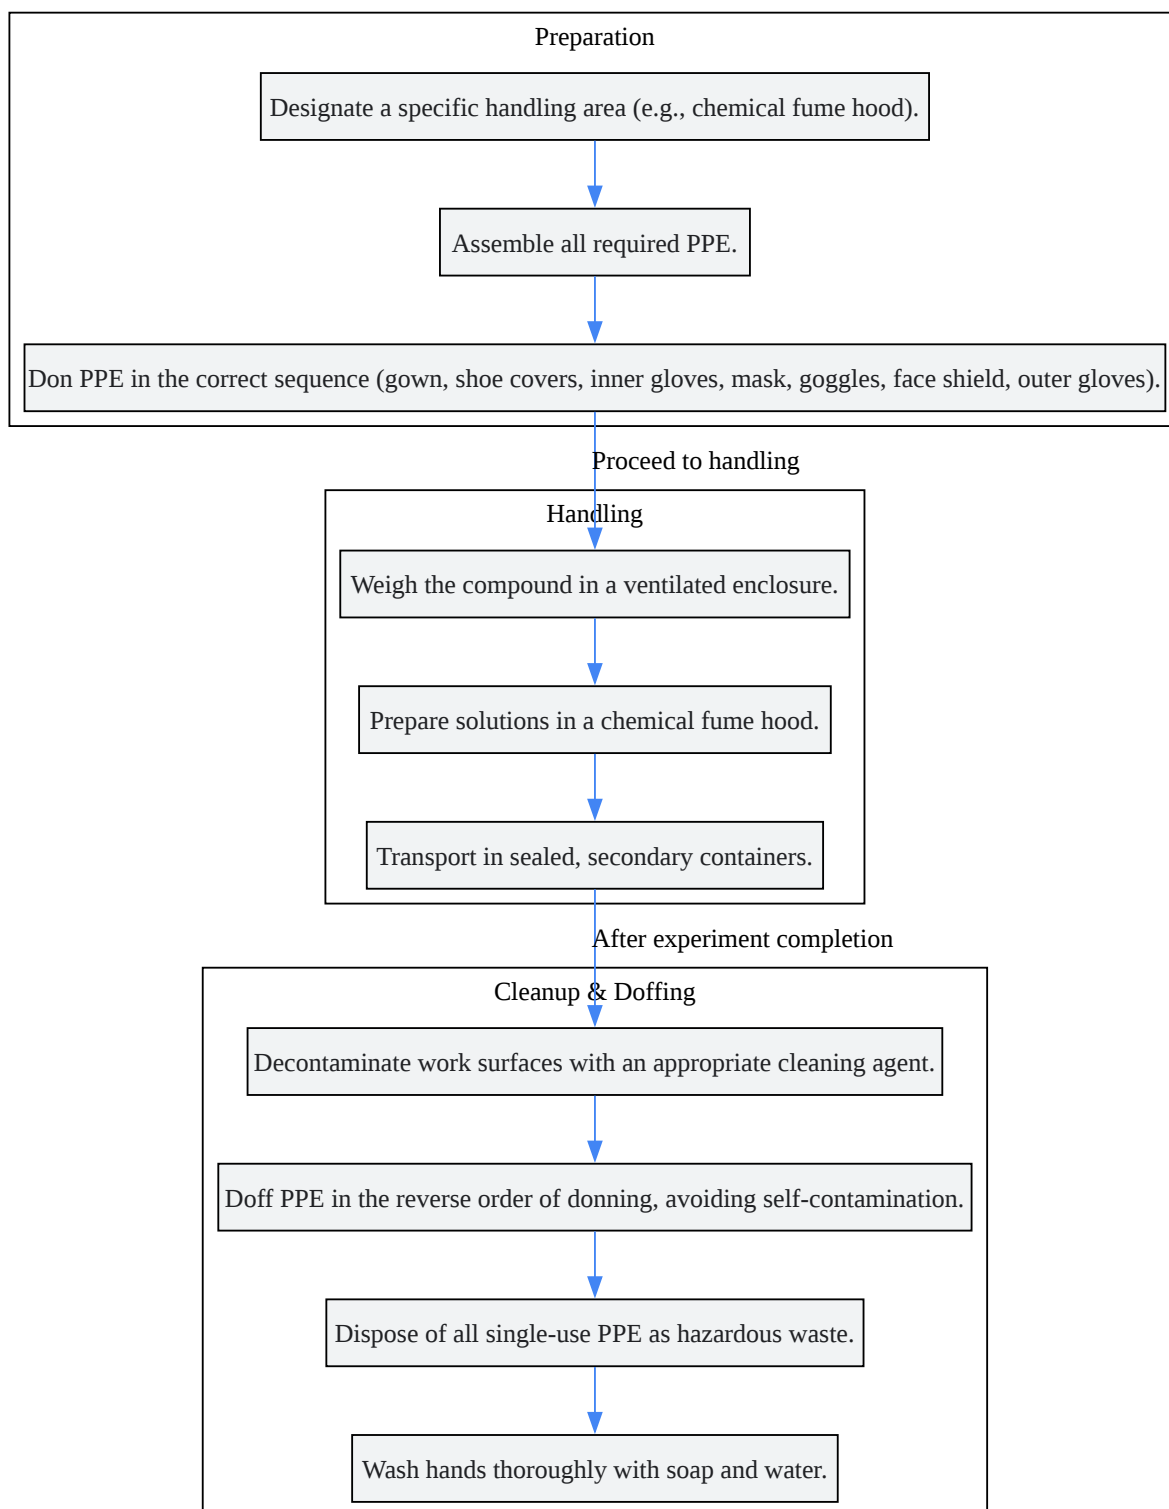 Preparation
Designate a specific handling area (e.g., chemical fume hood).
Assemble all required PPE.
Don PPE in the correct sequence (gown, shoe covers, inner gloves, mask, goggles, face shield, outer gloves).
Proceed to handling
Handling
Weigh the compound in a ventilated enclosure.
Prepare solutions in a chemical fume hood.
Transport in sealed, secondary containers.
After experiment completion
Cleanup & Doffing
Decontaminate work surfaces with an appropriate cleaning agent.
Doff PPE in the reverse order of donning, avoiding self-contamination.
Dispose of all single-use PPE as hazardous waste.
Wash hands thoroughly with soap and water.